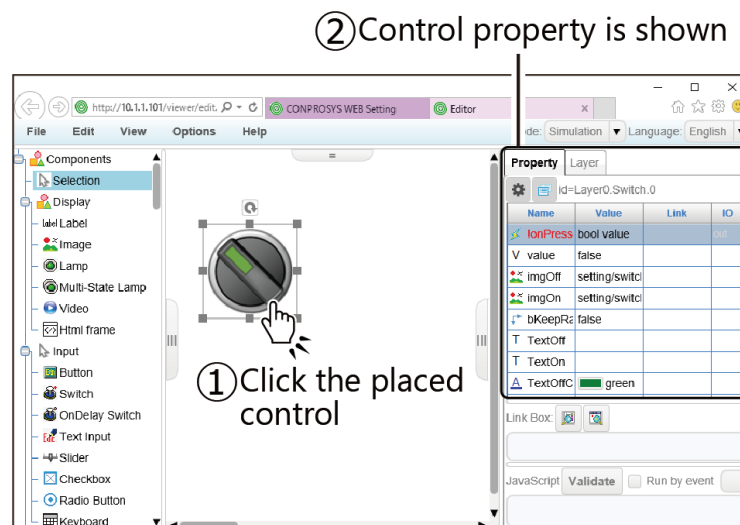 ②Control property is shown
http://10.1.1.101/viewer/edit.
CONPROSYS WEB Setting
Editor
File Edit View Options Help
de: Simulation Language: English
Components
Selection
Display
label Label
Image
Lamp
Multi-State Lamp
Video
Html frame
Input
Button
Switch
OnDelay Switch
Text Input
Slider
Checkbox
Radio Button
Keyboard
①Click the placed
control
Property Layer
id=Layer0.Switch.0
Name Value Link IO
IonPress bool value out
V value false
imgOff setting/switcl
imgOn setting/switcl
bKeepRa false
T TextOff
T TextOn
A TextOffC green
Link Box:
JavaScript Validate Run by event